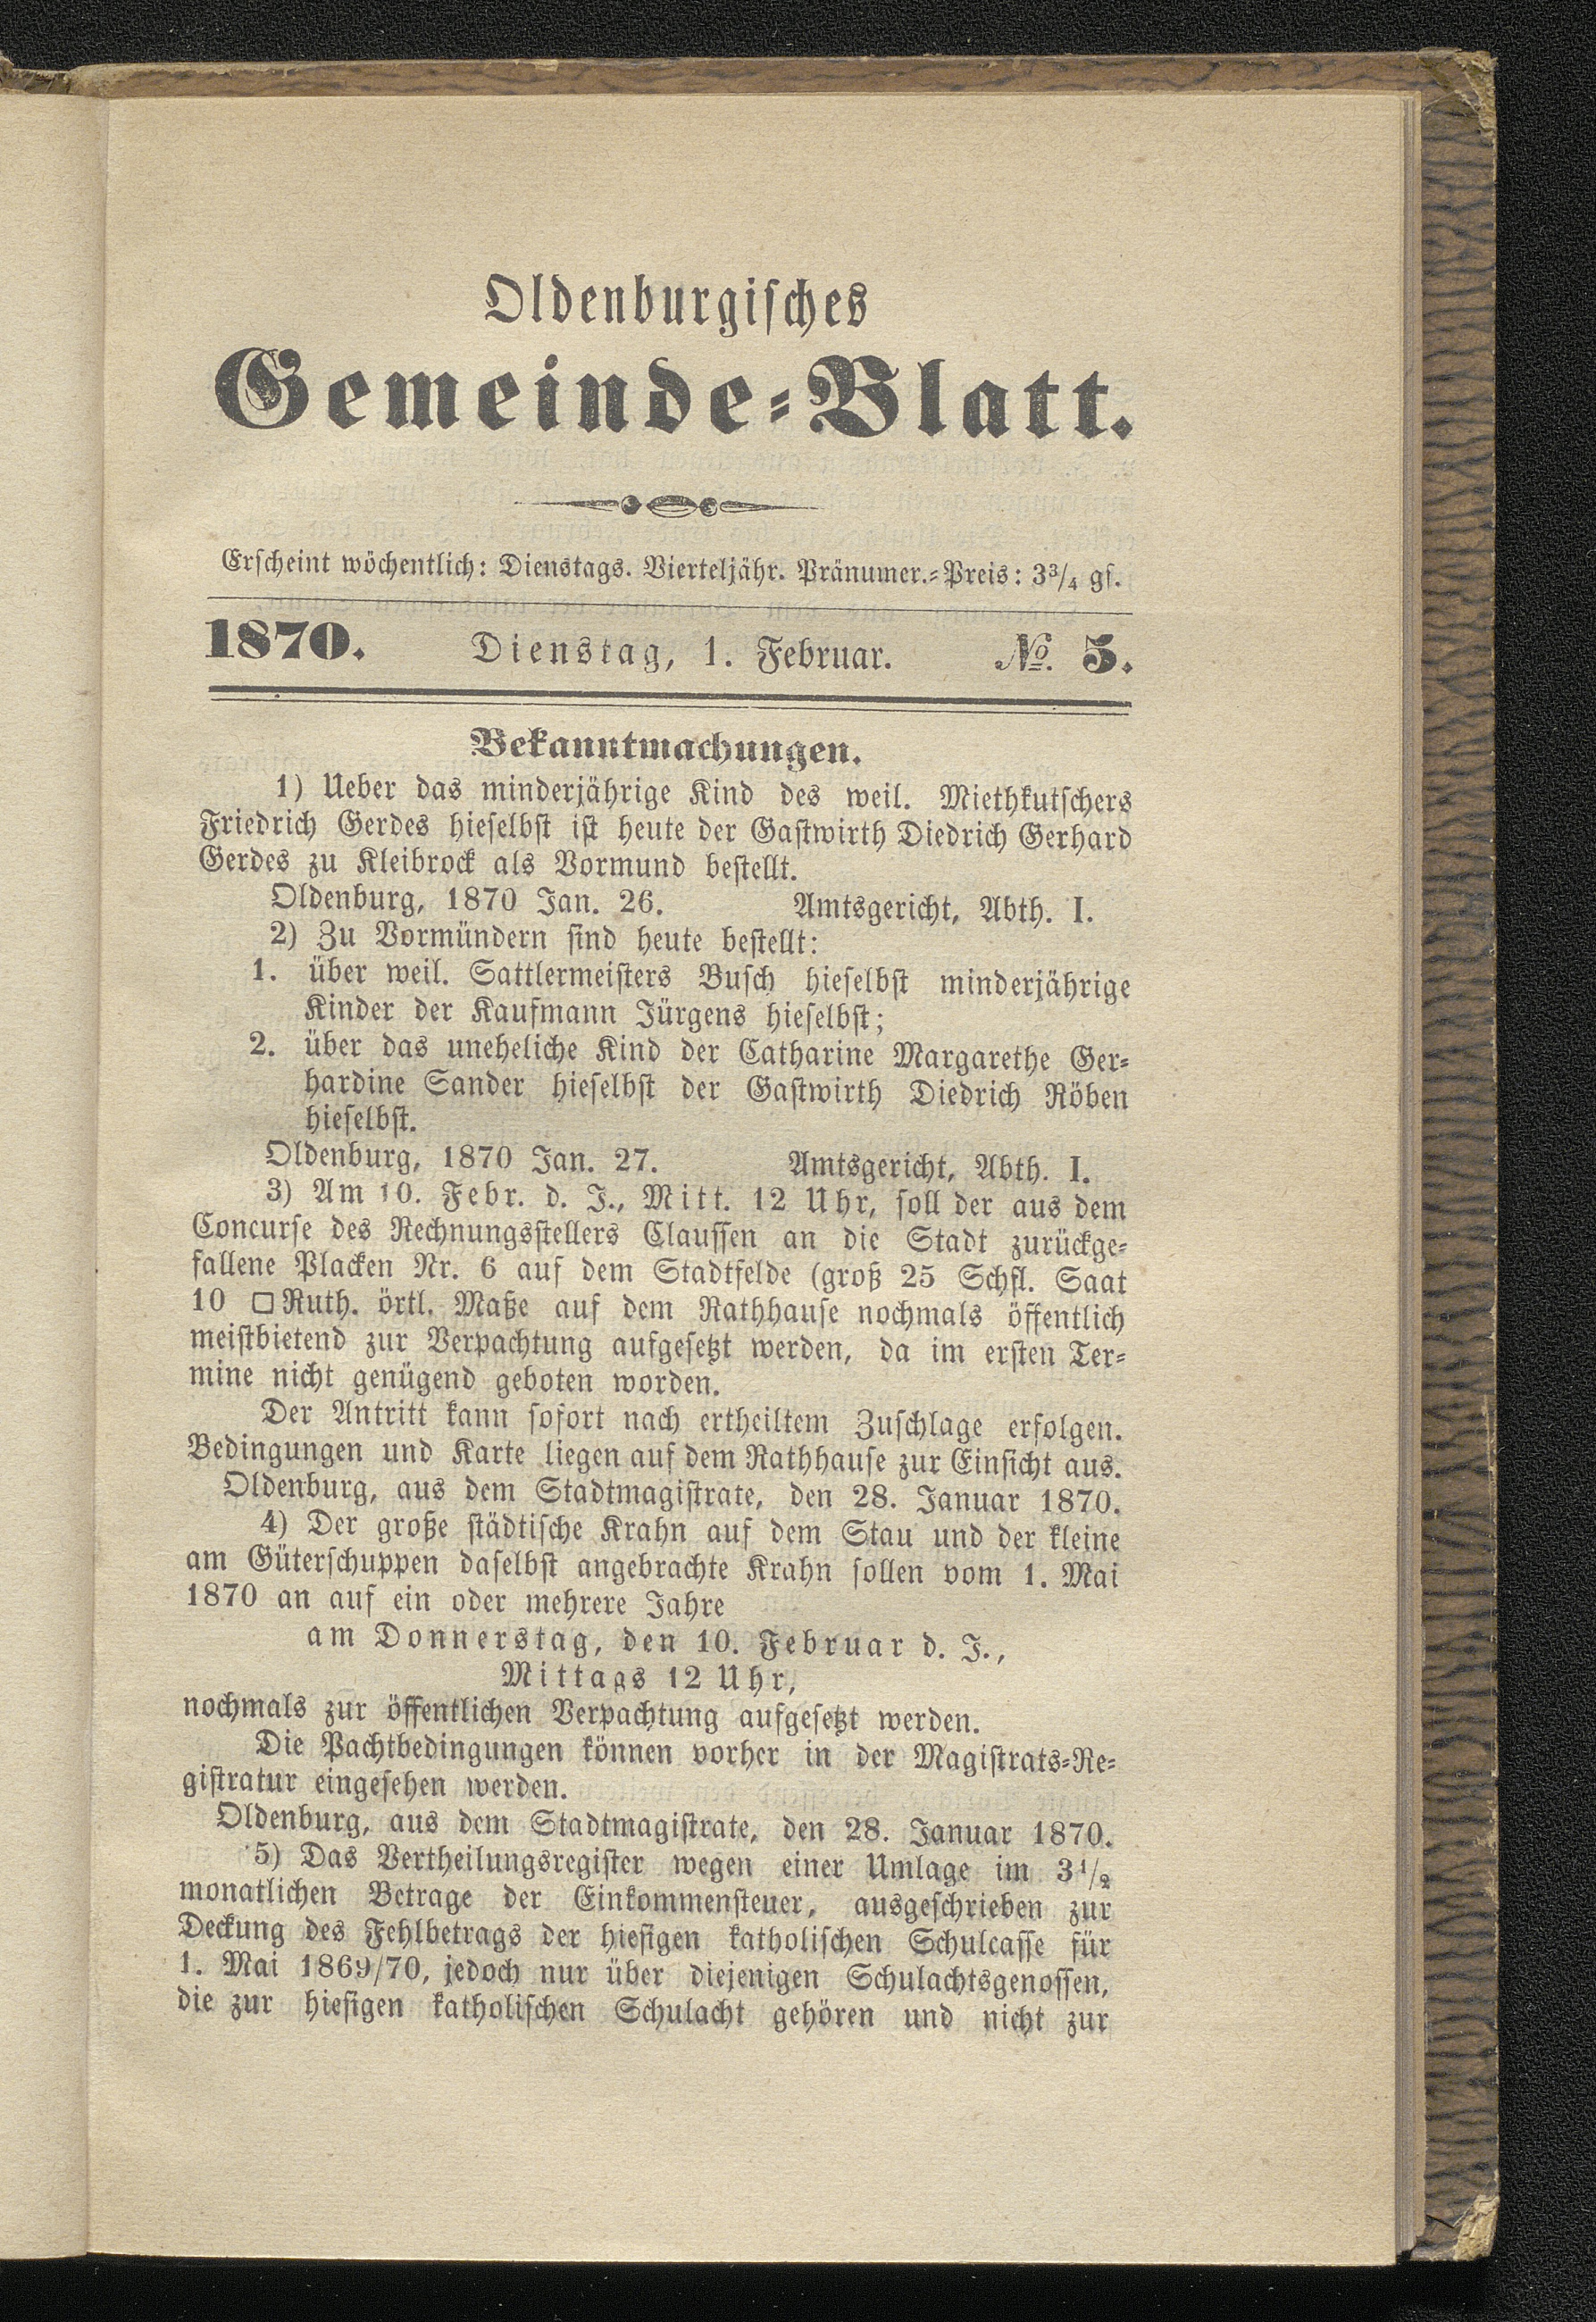 Oldenburgisches
Gemeinde-Blatt.
Erscheint wöchentlich: Dienstags. Vierteljähr. Pränumer.-Preis: 3¾ gs.
1870. Dienstag, 1. Februar. № 5.
Bekanntmachungen.
1) Ueber das minderjährige Kind des weil. Miethkutschers
Friedrich Gerdes hieselbst ist heute der Gastwirth Diedrich Gerhard
Gerdes zu Kleibrock als Vormund bestellt.
Oldenburg, 1870 Jan. 26. Amtsgericht, Abth. I.
2) Zu Vormündern sind heute bestellt:
1. über weil. Sattlermeisters Busch hieselbst minderjährige
Kinder der Kaufmann Jürgens hieselbst;
2. über das uneheliche Kind der Catharine Margarethe Ger-
hardine Sander hieselbst der Gastwirth Diedrich Röben
hieselbst.
Oldenburg, 1870 Jan. 27. Amtsgericht, Abth. I.
3) Am 10. Febr. d. J., Mitt. 12 Uhr, soll der aus dem
Concurse des Rechnungsstellers Claussen an die Stadt zurückge-
fallene Placken Nr. 6 auf dem Stadtfelde (groß 25 Schfl. Saat
10 □Ruth. örtl. Maße auf dem Rathhause nochmals öffentlich
meistbietend zur Verpachtung aufgesetzt werden, da im ersten Ter-
mine nicht genügend geboten worden.
Der Antritt kann sofort nach ertheiltem Zuschlage erfolgen.
Bedingungen und Karte liegen auf dem Rathhause zur Einsicht aus.
Oldenburg, aus dem Stadtmagistrate, den 28. Januar 1870.
4) Der große städtische Krahn auf dem Stau und der kleine
am Güterschuppen daselbst angebrachte Krahn sollen vom 1. Mai
1870 an auf ein oder mehrere Jahre
am Donnerstag, den 10. Februar d. J.,
Mittags 12 Uhr,
nochmals zur öffentlichen Verpachtung aufgesetzt werden.
Die Pachtbedingungen können vorher in der Magistrats-Re-
gistratur eingesehen werden.
Oldenburg, aus dem Stadtmagistrate, den 28. Januar 1870.
5) Das Vertheilungsregister wegen einer Umlage im 3½
monatlichen Betrage der Einkommensteuer, ausgeschrieben zur
Deckung des Fehlbetrags der hiesigen katholischen Schulcasse für
1. Mai 1869/70, jedoch nur über diejenigen Schulachtsgenossen,
die zur hiesigen katholischen Schulacht gehören und nicht zur